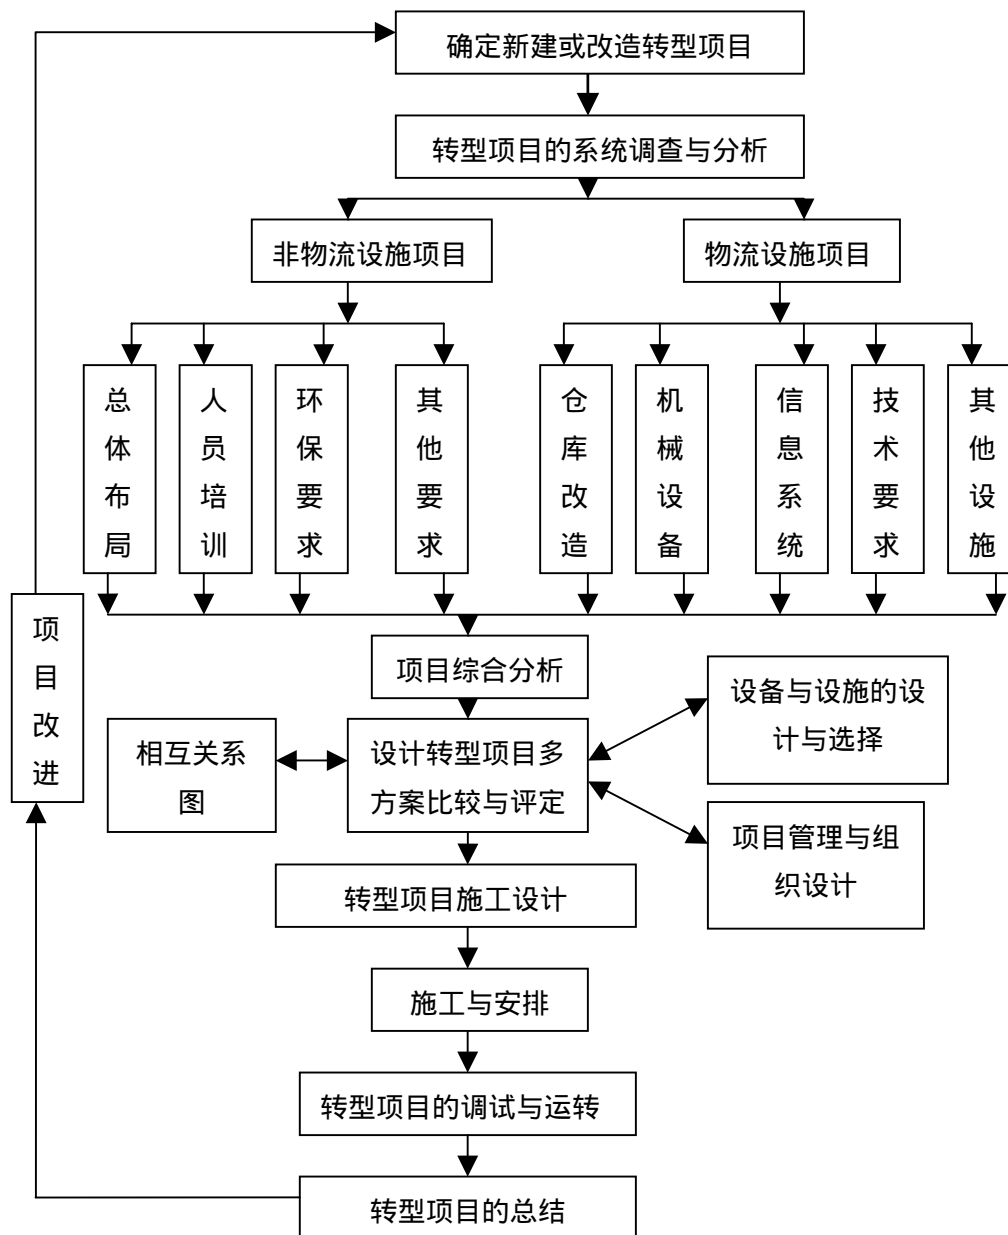 确定新建或改造转型项目
转型项目的系统调查与分析
非物流设施项目
物流设施项目
总体布局
人员培训
环保要求
其他要求
仓库改造
机械设备
信息系统
技术要求
其他设施
项目改进
项目综合分析
设备与设施的设
计与选择
相互关系
图
设计转型项目多
方案比较与评定
项目管理与组
织设计
转型项目施工设计
施工与安排
转型项目的调试与运转
转型项目的总结